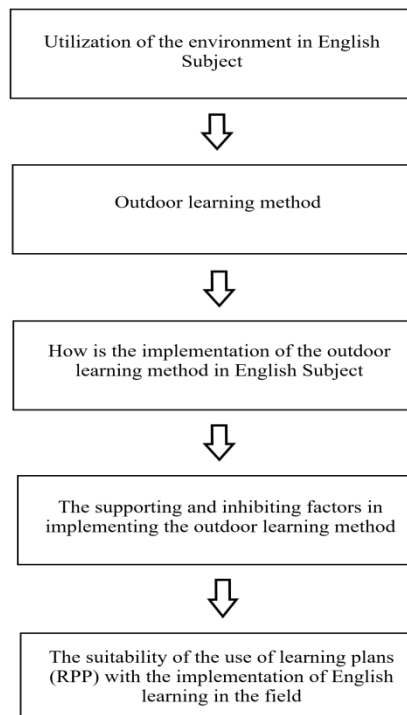 Utilization of the environment in English
Subject
Outdoor learning method
How is the implementation of the outdoor
learning method in English Subject
The supporting and inhibiting factors in
implementing the outdoor learning method
The suitability of the use of learning plans
(RPP) with the implementation of English
learning in the field